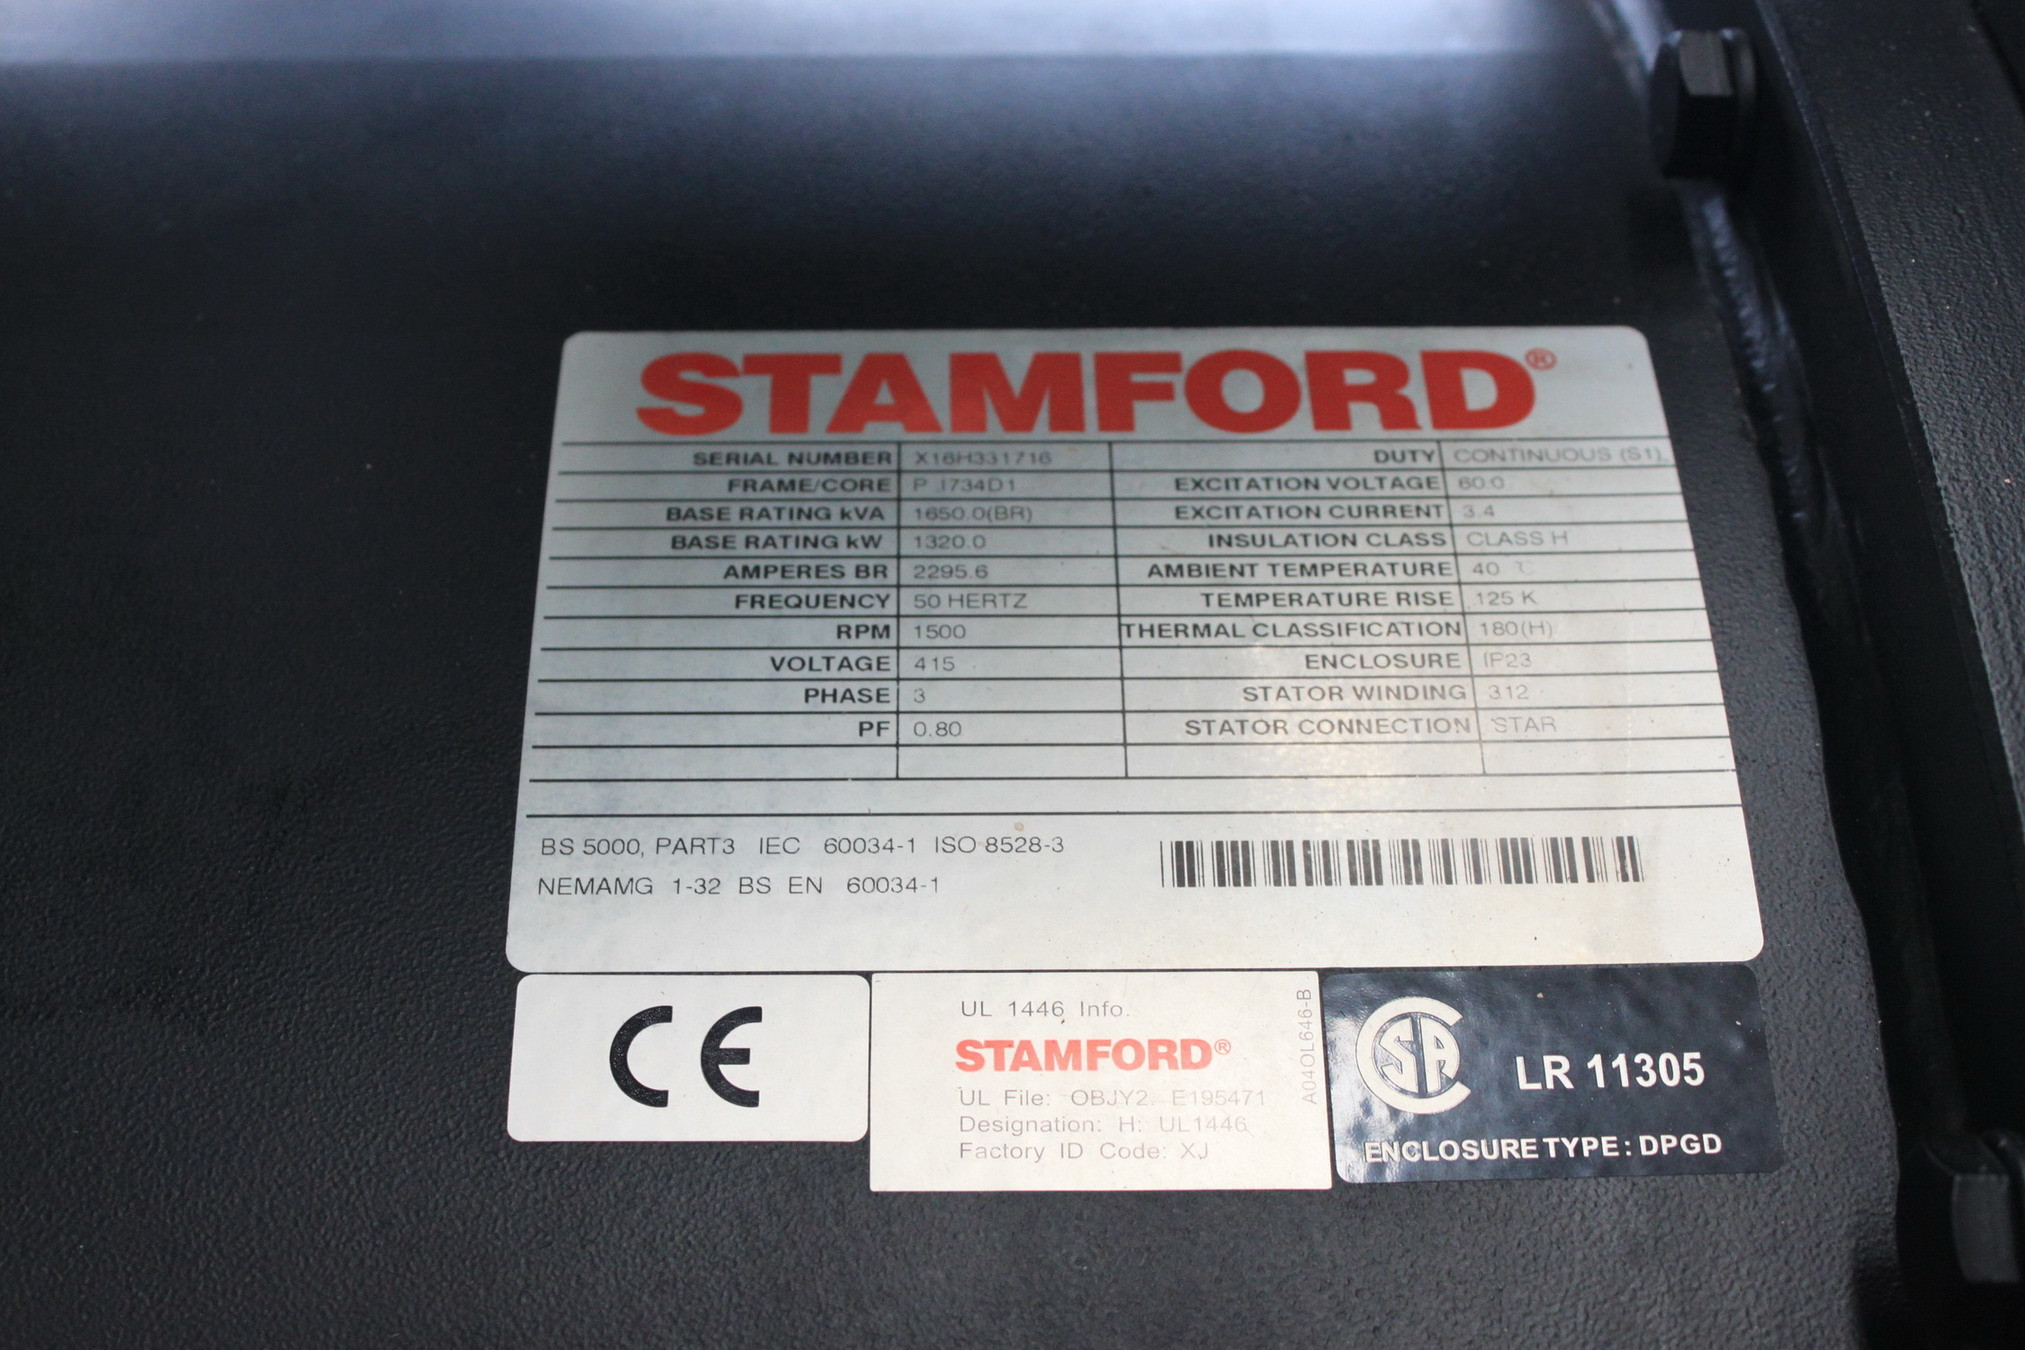 STAMFORD®
SERIAL NUMBER X16H331716 DUTY CONTINUOUS (S1)
FRAME/CORE P I734D1 EXCITATION VOLTAGE 60.0
BASE RATING kVA 1650.0(BR) EXCITATION CURRENT 3.4
BASE RATING kW 1320.0 INSULATION CLASS CLASS H
AMPERES BR 2295.6 AMBIENT TEMPERATURE 40 °C
FREQUENCY 50 HERTZ TEMPERATURE RISE 125 K
RPM 1500 THERMAL CLASSIFICATION 180(H)
VOLTAGE 415 ENCLOSURE IP23
PHASE 3 STATOR WINDING 312
PF 0.80 STATOR CONNECTION STAR
BS 5000, PART3 IEC 60034-1 ISO 8528-3
NEMAMG 1-32 BS EN 60034-1
CE
UL 1446 Info.
STAMFORD®
UL File: OBJY2. E195471
Designation: H: UL1446
Factory ID Code: XJ
A04OL646-B
CSA
LR 11305
ENCLOSURE TYPE : DPGD